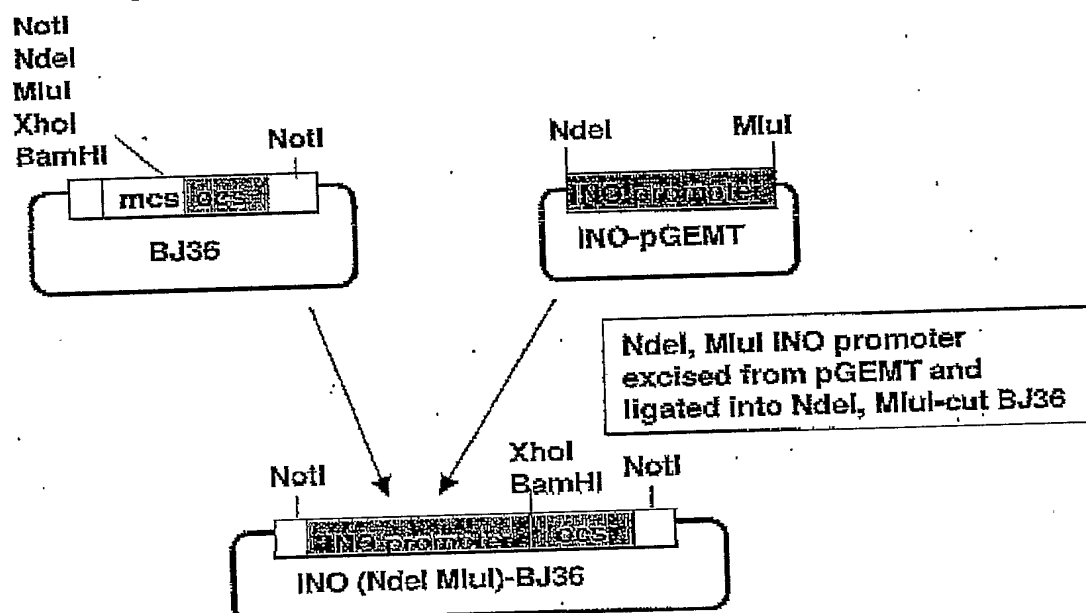 NotI
NdeI
MluI
XhoI
BamHI
NotI
mcs ocs
BJ36
NdeI
MluI
INO promoter
INO-pGEMT
NdeI, MluI INO promoter
excised from pGEMT and
ligated into NdeI, MluI-cut BJ36
NotI
XhoI
BamHI
NotI
INO promoter ocs
INO (NdeI MluI)-BJ36